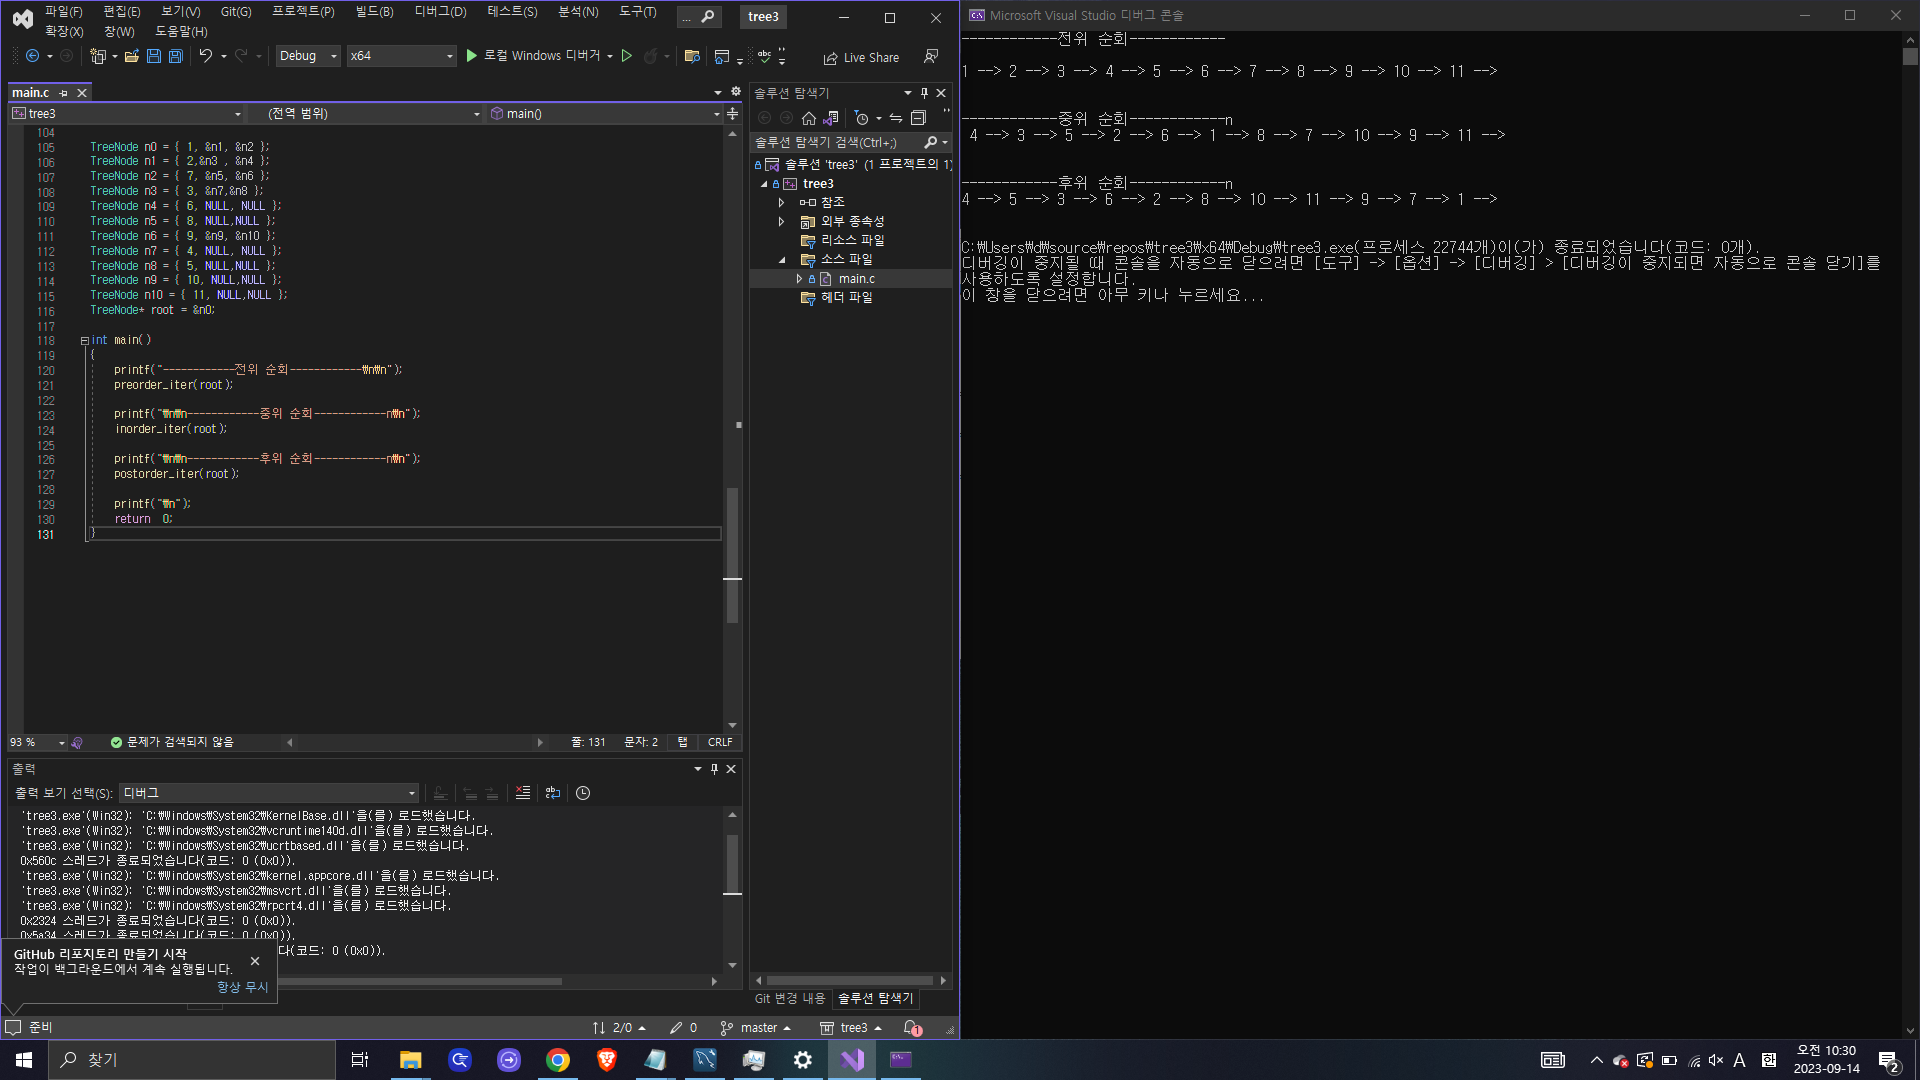 파일(F) 편집(E) 보기(V) Git(G) 프로젝트(P) 빌드(B) 디버그(D) 테스트(S) 분석(N) 도구(T) ... tree3
확장(X) 창(W) 도움말(H)
Debug x64 로컬 Windows 디버거 Live Share
main.c
tree3 (전역 범위) main()
104
105 TreeNode n0 = { 1, &n1, &n2 };
106 TreeNode n1 = { 2,&n3 , &n4 };
107 TreeNode n2 = { 7, &n5, &n6 };
108 TreeNode n3 = { 3, &n7,&n8 };
109 TreeNode n4 = { 6, NULL, NULL };
110 TreeNode n5 = { 8, NULL,NULL };
111 TreeNode n6 = { 9, &n9, &n10 };
112 TreeNode n7 = { 4, NULL, NULL };
113 TreeNode n8 = { 5, NULL,NULL };
114 TreeNode n9 = { 10, NULL,NULL };
115 TreeNode n10 = { 11, NULL,NULL };
116 TreeNode* root = &n0;
117
118 int main()
119 {
120 printf("------------전위 순회------------₩n₩n");
121 preorder_iter(root);
122
123 printf("₩n₩n------------중위 순회------------n₩n");
124 inorder_iter(root);
125
126 printf("₩n₩n------------후위 순회------------n₩n");
127 postorder_iter(root);
128
129 printf("₩n");
130 return 0;
131 }
93 % 문제가 검색되지 않음 줄: 131 문자: 2 탭 CRLF
출력
출력 보기 선택(S): 디버그
'tree3.exe'(Win32): 'C:₩Windows₩System32₩KernelBase.dll'을(를) 로드했습니다.
'tree3.exe'(Win32): 'C:₩Windows₩System32₩vcruntime140d.dll'을(를) 로드했습니다.
'tree3.exe'(Win32): 'C:₩Windows₩System32₩ucrtbased.dll'을(를) 로드했습니다.
0x560c 스레드가 종료되었습니다(코드: 0 (0x0)).
'tree3.exe'(Win32): 'C:₩Windows₩System32₩kernel.appcore.dll'을(를) 로드했습니다.
'tree3.exe'(Win32): 'C:₩Windows₩System32₩msvcrt.dll'을(를) 로드했습니다.
'tree3.exe'(Win32): 'C:₩Windows₩System32₩rpcrt4.dll'을(를) 로드했습니다.
0x2324 스레드가 종료되었습니다(코드: 0 (0x0)).
0x5a34 스레드가 종료되었습니다(코드: 0 (0x0)).
다(코드: 0 (0x0)).
GitHub 리포지토리 만들기 시작
작업이 백그라운드에서 계속 실행됩니다.
항상 무시
솔루션 탐색기
솔루션 탐색기 검색(Ctrl+;)
솔루션 'tree3' (1 프로젝트의 1)
tree3
참조
외부 종속성
리소스 파일
소스 파일
main.c
헤더 파일
Git 변경 내용 솔루션 탐색기
준비 2/0 0 master tree3 1
Microsoft Visual Studio 디버그 콘솔
------------전위 순회------------
1 --> 2 --> 3 --> 4 --> 5 --> 6 --> 7 --> 8 --> 9 --> 10 --> 11 -->
------------중위 순회------------n
4 --> 3 --> 5 --> 2 --> 6 --> 1 --> 8 --> 7 --> 10 --> 9 --> 11 -->
------------후위 순회------------n
4 --> 5 --> 3 --> 6 --> 2 --> 8 --> 10 --> 11 --> 9 --> 7 --> 1 -->
C:₩Users₩d₩source₩repos₩tree3₩x64₩Debug₩tree3.exe(프로세스 22744개)이(가) 종료되었습니다(코드: 0개).
디버깅이 중지될 때 콘솔을 자동으로 닫으려면 [도구] -> [옵션] -> [디버깅] > [디버깅이 중지되면 자동으로 콘솔 닫기]를
사용하도록 설정합니다.
이 창을 닫으려면 아무 키나 누르세요...
찾기
A 오전 10:30
2023-09-14
2